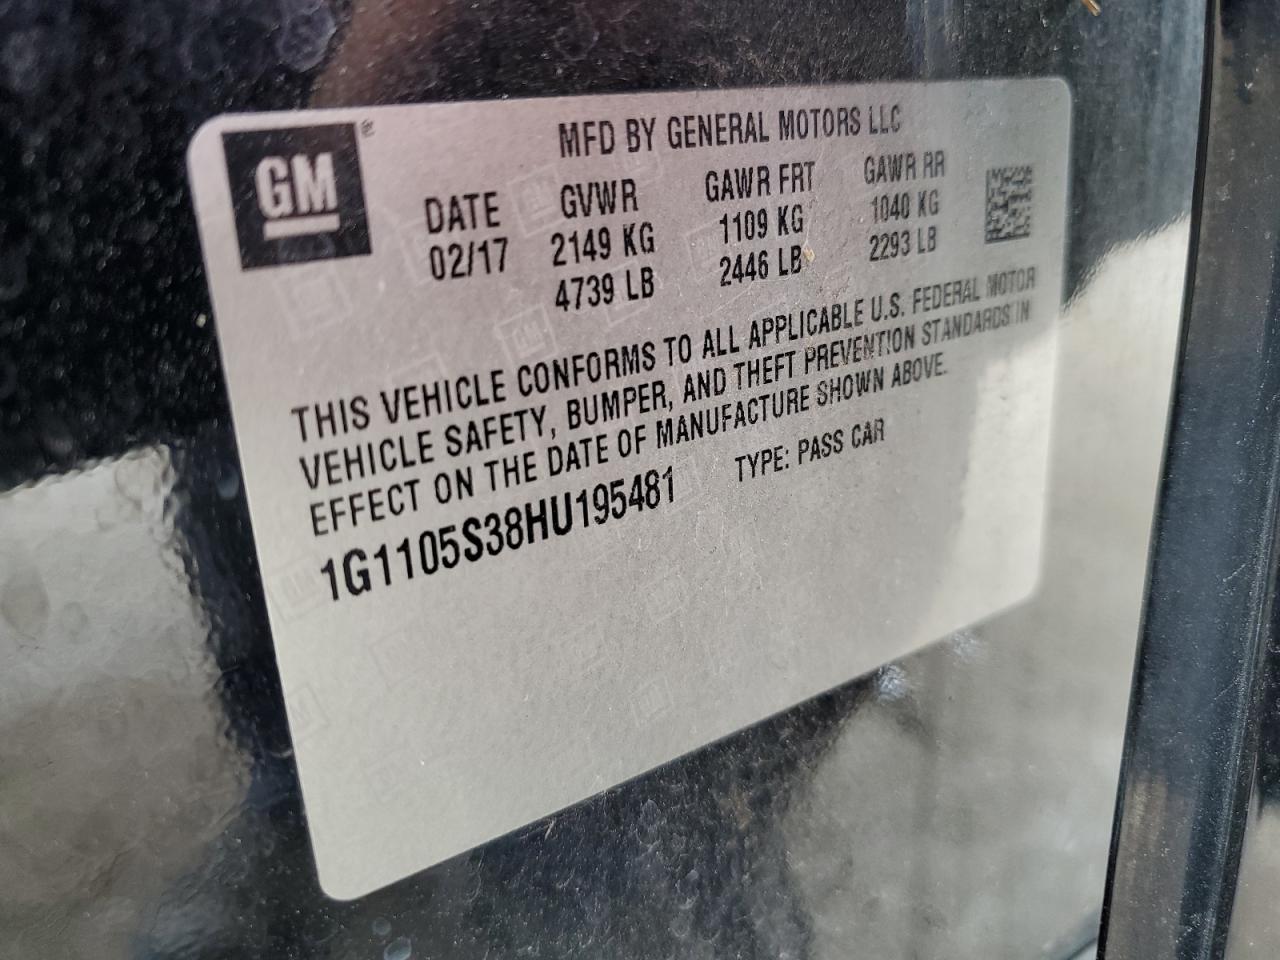 GM
MFD BY GENERAL MOTORS LLC
DATE GVWR GAWR FRT GAWR RR
02/17 2149 KG 1109 KG 1040 KG
4739 LB 2446 LB 2293 LB
THIS VEHICLE CONFORMS TO ALL APPLICABLE U.S. FEDERAL MOTOR
VEHICLE SAFETY, BUMPER, AND THEFT PREVENTION STANDARDS IN
EFFECT ON THE DATE OF MANUFACTURE SHOWN ABOVE.
1G1105S38HU195481 TYPE: PASS CAR